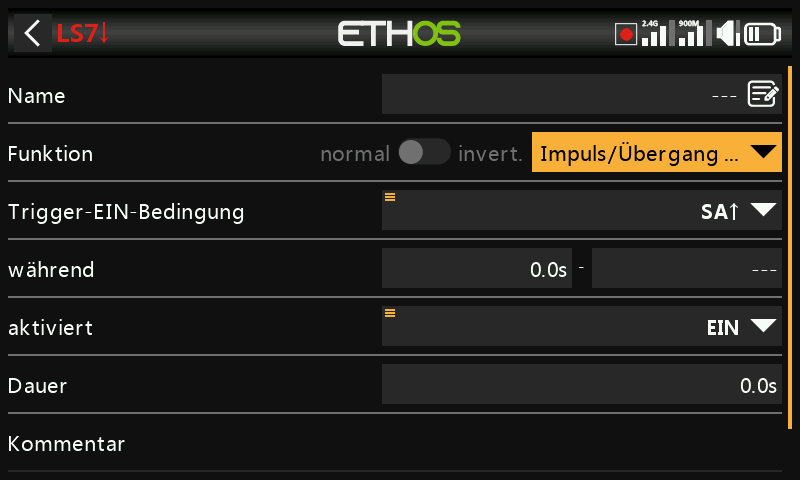 LS7↓
ETHOS
2.4G
900M
Name
---
Funktion
normal
invert.
Impuls/Übergang ...
Trigger-EIN-Bedingung
SA↑
während
0.0s
-
---
aktiviert
EIN
Dauer
0.0s
Kommentar